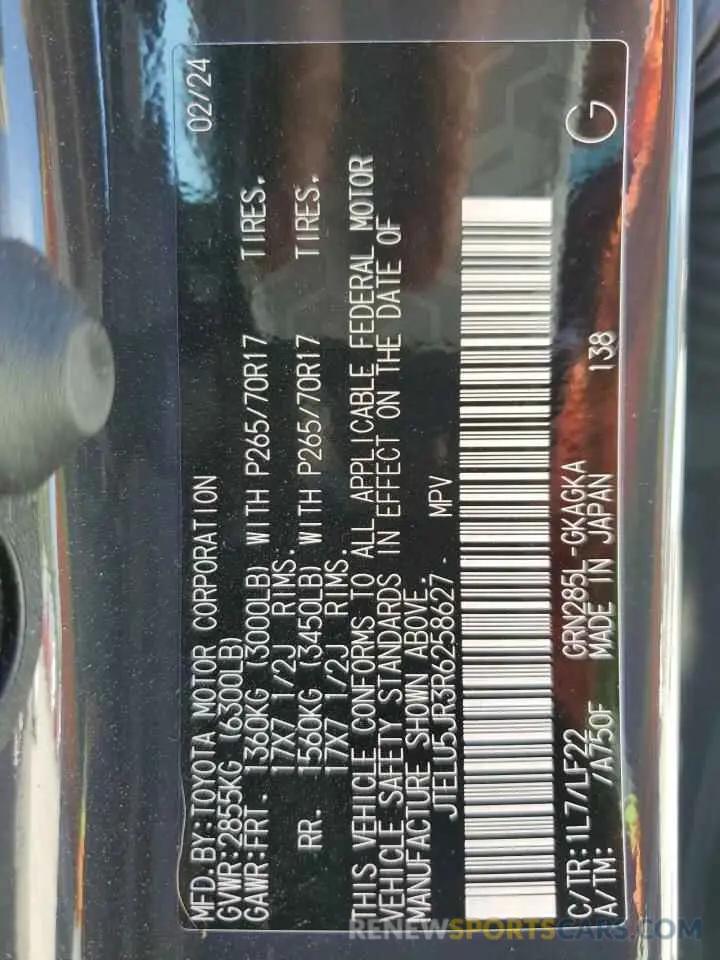 MFD.BY:TOYOTA MOTOR CORPORATION 02/24
GVWR:2855KG (6300LB)
GAWR:FRT. 1360KG (3000LB) WITH P265/70R17 TIRES.
17X7 1/2J RIMS.
RR. 1560KG (3450LB) WITH P265/70R17 TIRES.
17X7 1/2J RIMS.
THIS VEHICLE CONFORMS TO ALL APPLICABLE FEDERAL MOTOR
VEHICLE SAFETY STANDARDS IN EFFECT ON THE DATE OF
MANUFACTURE SHOWN ABOVE.
JTELU5JR3R6258627. MPV
C/TR:1L7/LF22 GRN285L-GKAGKA G
A/TM: /A750F MADE IN JAPAN 138
RENEWSPORTSCARS.COM